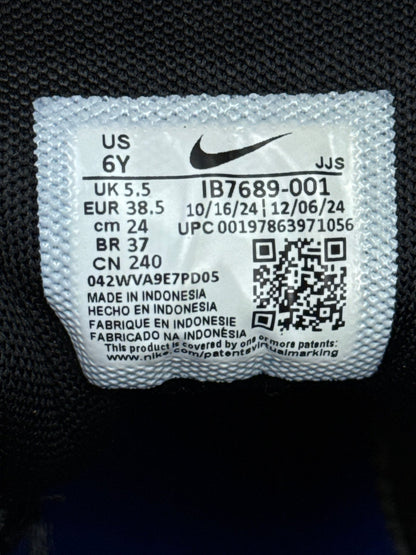 US
6Y
JJS
UK 5.5
IB7689-001
EUR 38.5
10/16/24 | 12/06/24
cm 24
UPC 00197863971056
BR 37
CN 240
042WVA9E7PD05
MADE IN INDONESIA
HECHO EN INDONESIA
FABRIQUE EN INDONESIE
FABRICADO NA INDONÉSIA
This product is covered by one or more patents:
www.nike.com/patentsvirtualmarking